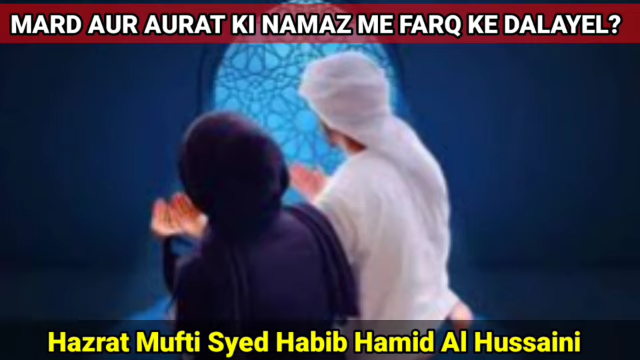 MARD AUR AURAT KI NAMAZ ME FARQ KE DALAYEL?
Hazrat Mufti Syed Habib Hamid Al Hussaini